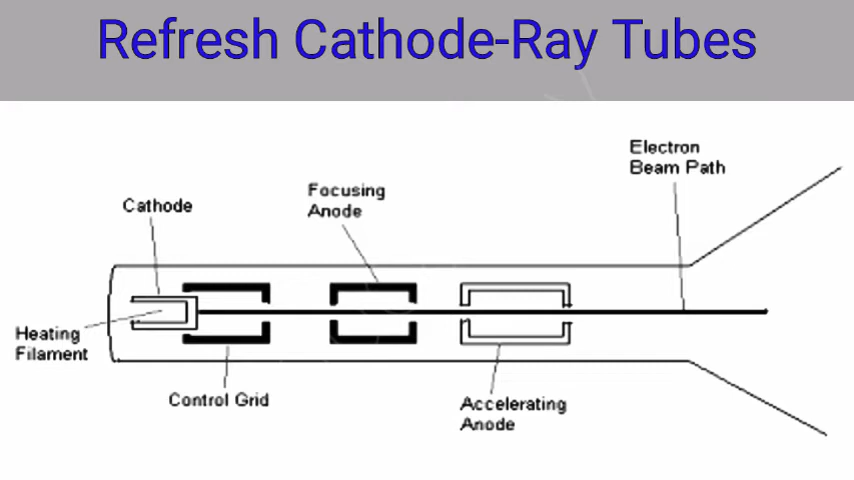 Refresh Cathode-Ray Tubes
Electron
Beam Path
Focusing
Anode
Cathode
Heating
Filament
Control Grid
Accelerating
Anode